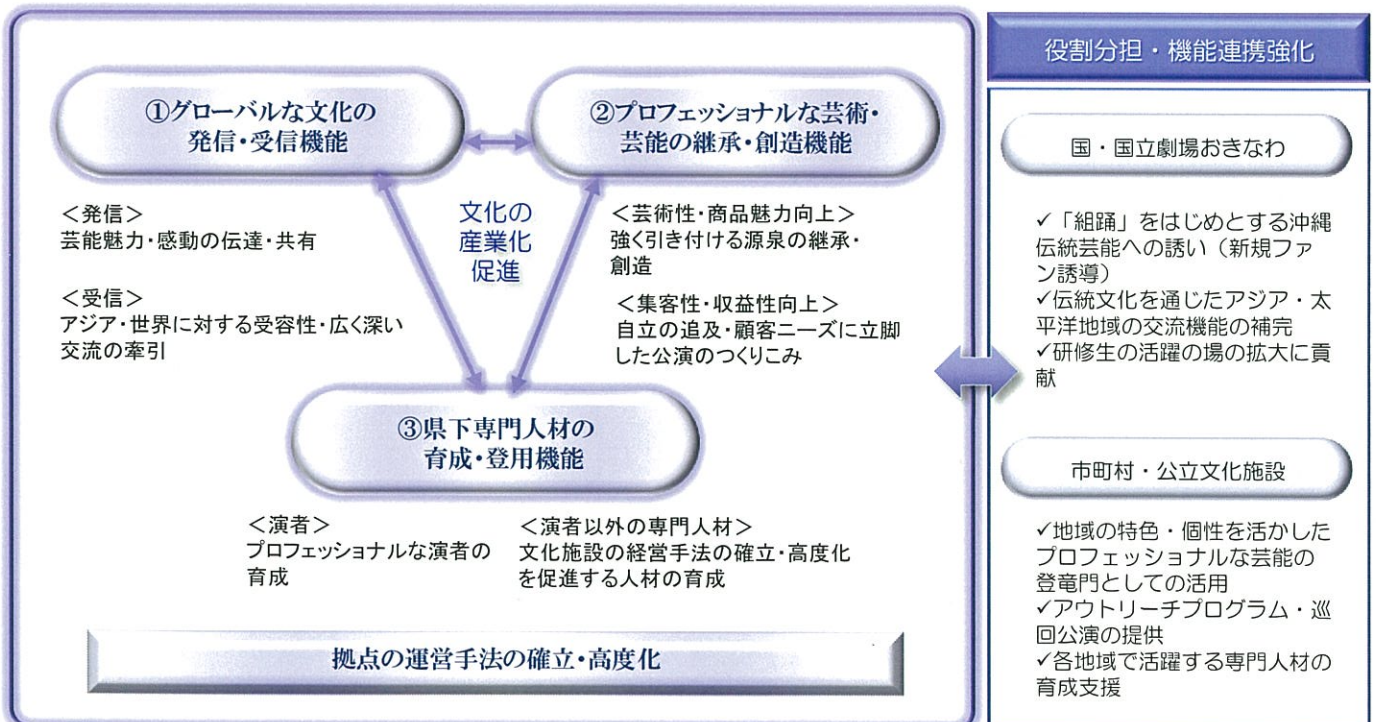 ①グローバルな文化の
発信・受信機能
②プロフェッショナルな芸術・
芸能の継承・創造機能
<発信>
芸能魅力・感動の伝達・共有
<受信>
アジア・世界に対する受容性・広く深い
交流の牽引
文化の
産業化
促進
<芸術性・商品魅力向上>
強く引き付ける源泉の継承・
創造
<集客性・収益性向上>
自立の追及・顧客ニーズに立脚
した公演のつくりこみ
③県下専門人材の
育成・登用機能
<演者>
プロフェッショナルな演者の
育成
<演者以外の専門人材>
文化施設の経営手法の確立・高度化
を促進する人材の育成
拠点の運営手法の確立・高度化
役割分担・機能連携強化
国・国立劇場おきなわ
✓「組踊」をはじめとする沖縄
伝統芸能への誘い（新規ファ
ン誘導）
✓伝統文化を通じたアジア・太
平洋地域の交流機能の補完
✓研修生の活躍の場の拡大に貢
献
市町村・公立文化施設
✓地域の特色・個性を活かした
プロフェッショナルな芸能の
登竜門としての活用
✓アウトリーチプログラム・巡
回公演の提供
✓各地域で活躍する専門人材の
育成支援